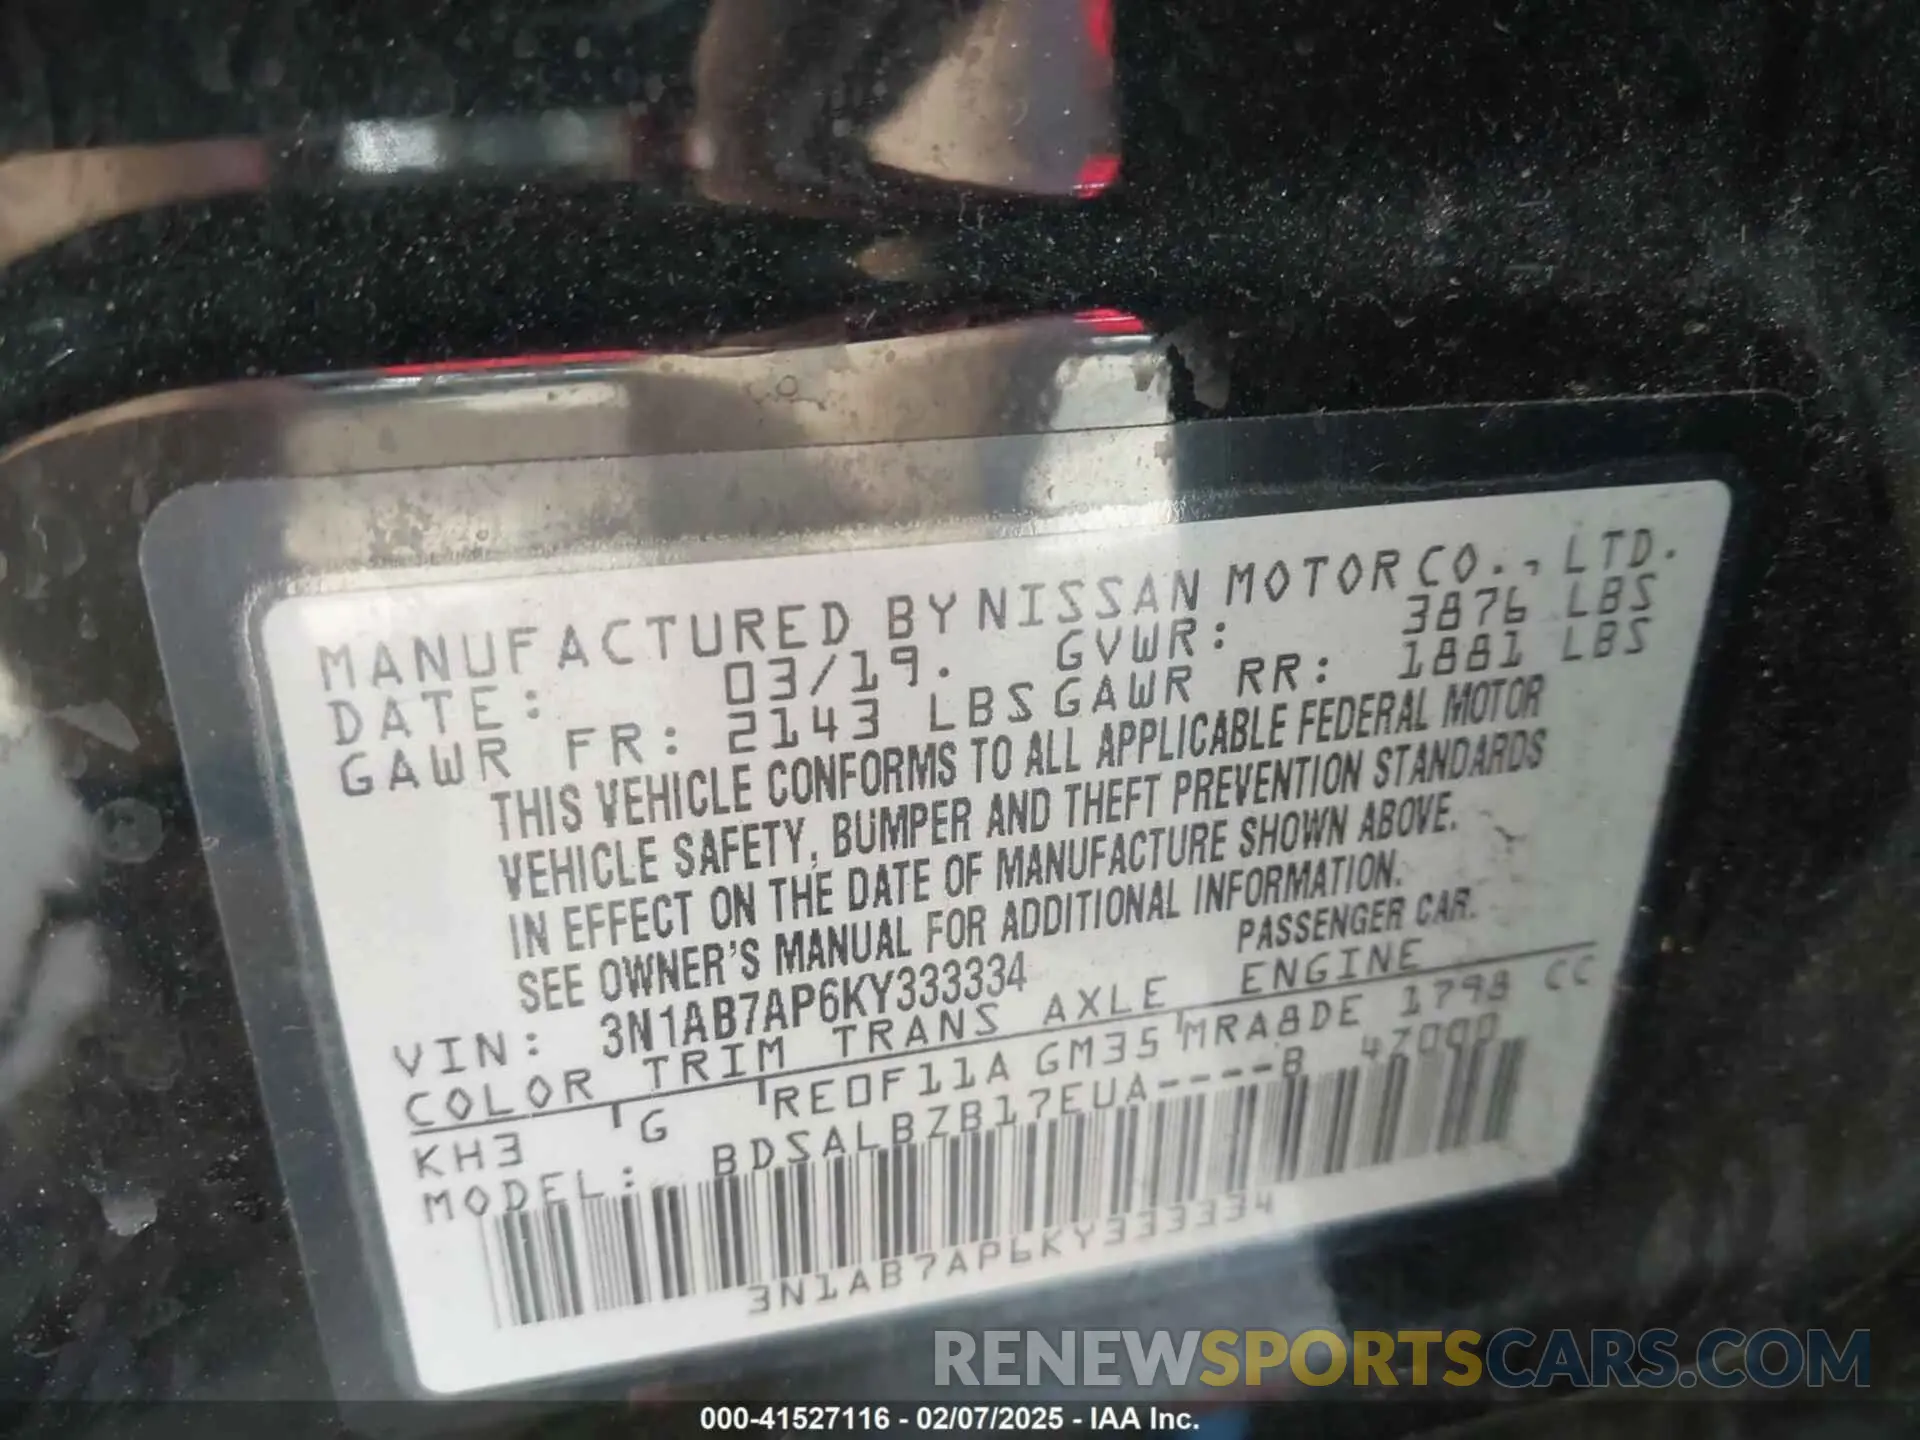 MANUFACTURED BY NISSAN MOTOR CO., LTD.
DATE: 03/19. GVWR: 3876 LBS
GAWR FR: 2143 LBS GAWR RR: 1881 LBS
THIS VEHICLE CONFORMS TO ALL APPLICABLE FEDERAL MOTOR
VEHICLE SAFETY, BUMPER AND THEFT PREVENTION STANDARDS
IN EFFECT ON THE DATE OF MANUFACTURE SHOWN ABOVE.
SEE OWNER'S MANUAL FOR ADDITIONAL INFORMATION.
VIN: 3N1AB7AP6KY333334 PASSENGER CAR.
COLOR TRIM TRANS AXLE ENGINE
KH3 G RE0F11A GM35 MRA8DE 1798 CC
MODEL: BDSALBZB17EUA----B 47090
3N1AB7AP6KY333334
RENEWSPORTSCARS.COM
000-41527116 - 02/07/2025 - IAA Inc.